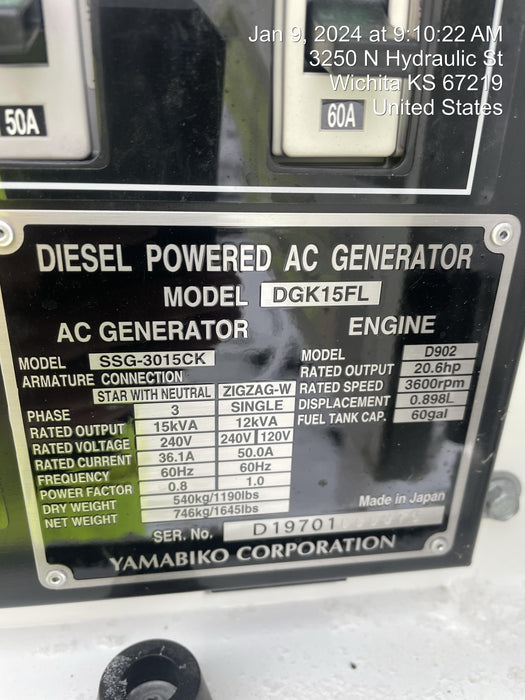 Jan 9, 2024 at 9:10:22 AM
3250 N Hydraulic St
Wichita KS 67219
United States
50A
60A
DIESEL POWERED AC GENERATOR
MODEL DGK15FL
AC GENERATOR
MODEL SSG-3015CK
ARMATURE CONNECTION
STAR WITH NEUTRAL ZIGZAG-W
PHASE 3 SINGLE
RATED OUTPUT 15kVA 12kVA
RATED VOLTAGE 240V 240V 120V
RATED CURRENT 36.1A 50.0A
FREQUENCY 60Hz 60Hz
POWER FACTOR 0.8 1.0
DRY WEIGHT 540kg/1190lbs
NET WEIGHT 746kg/1645lbs
ENGINE
MODEL D902
RATED OUTPUT 20.6hp
RATED SPEED 3600rpm
DISPLACEMENT 0.898L
FUEL TANK CAP. 60gal
Made in Japan
SER. No. D19701
YAMABIKO CORPORATION